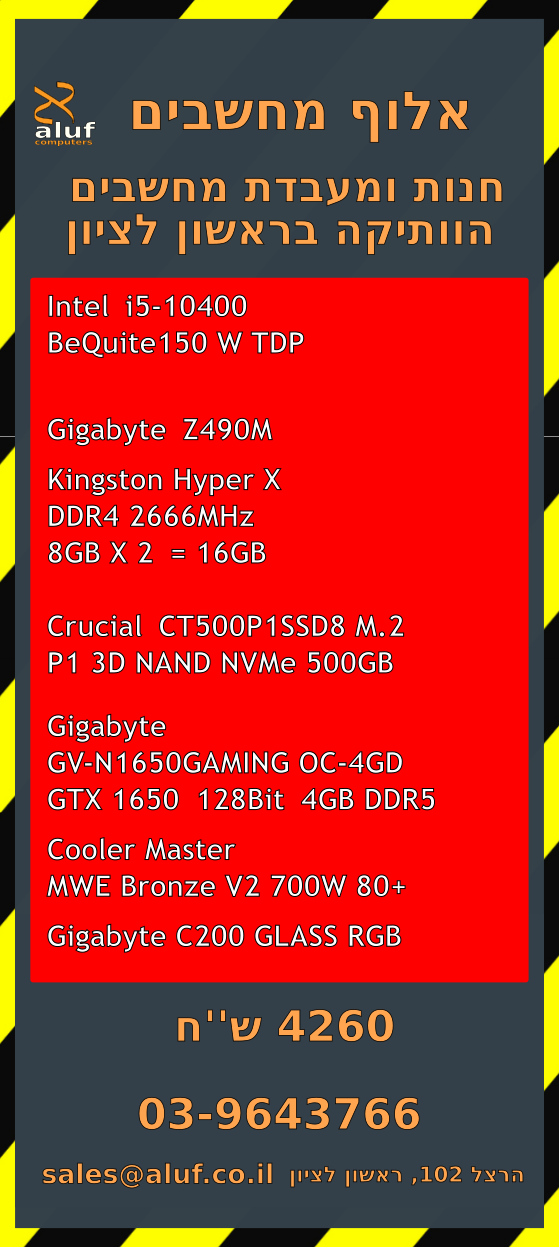 aluf
computers
אלוף מחשבים
חנות ומעבדת מחשבים
הוותיקה בראשון לציון
Intel i5-10400
BeQuite150 W TDP
Gigabyte Z490M
Kingston Hyper X
DDR4 2666MHz
8GB X 2 = 16GB
Crucial CT500P1SSD8 M.2
P1 3D NAND NVMe 500GB
Gigabyte
GV-N1650GAMING OC-4GD
GTX 1650 128Bit 4GB DDR5
Cooler Master
MWE Bronze V2 700W 80+
Gigabyte C200 GLASS RGB
4260 ש''ח
03-9643766
הרצל 102, ראשון לציון sales@aluf.co.il